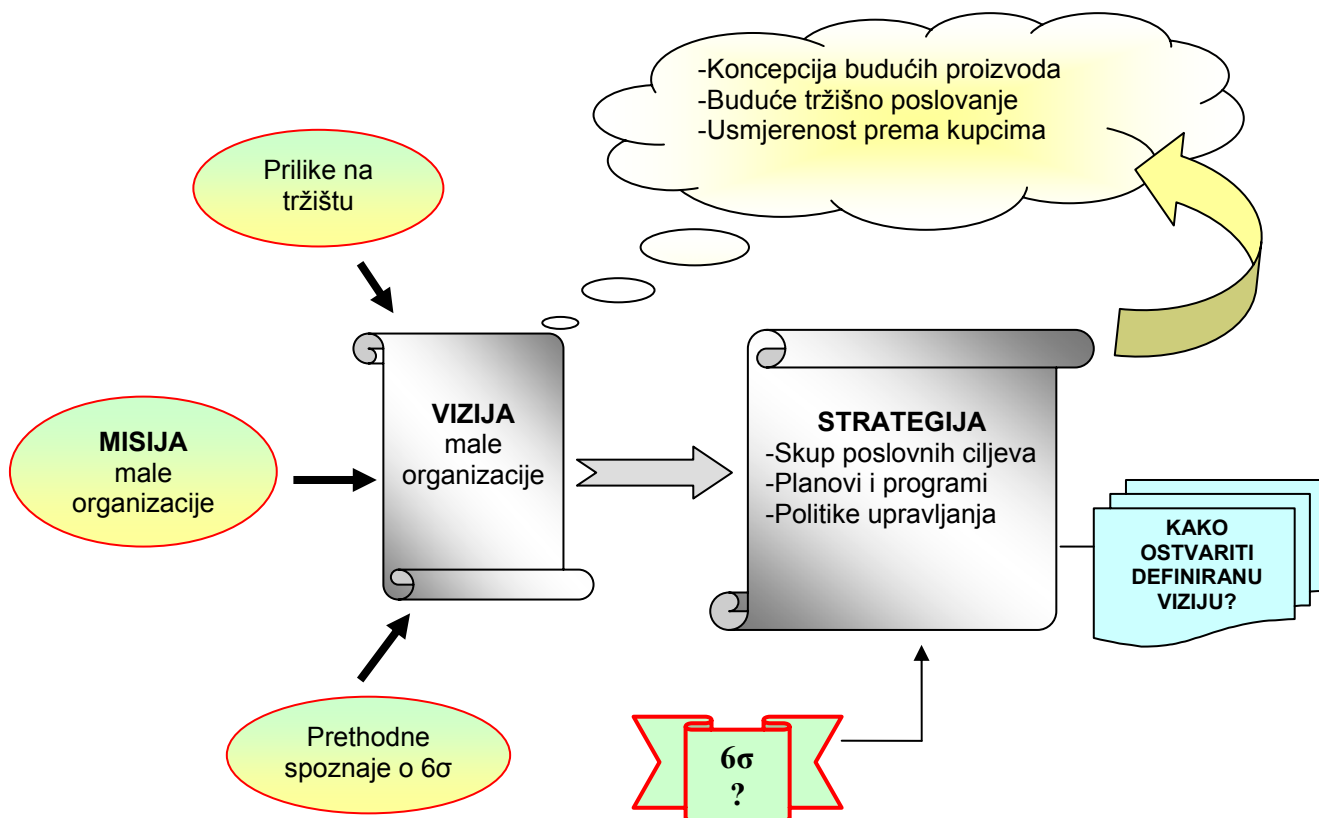 -Koncepcija budućih proizvoda
-Buduće tržišno poslovanje
-Usmjerenost prema kupcima
Prilike na
tržištu
MISIJA
male
organizacije
VIZIJA
male
organizacije
STRATEGIJA
-Skup poslovnih ciljeva
-Planovi i programi
-Politike upravljanja
KAKO
OSTVARITI
DEFINIRANU
VIZIJU?
Prethodne
spoznaje o 6σ
6σ
?